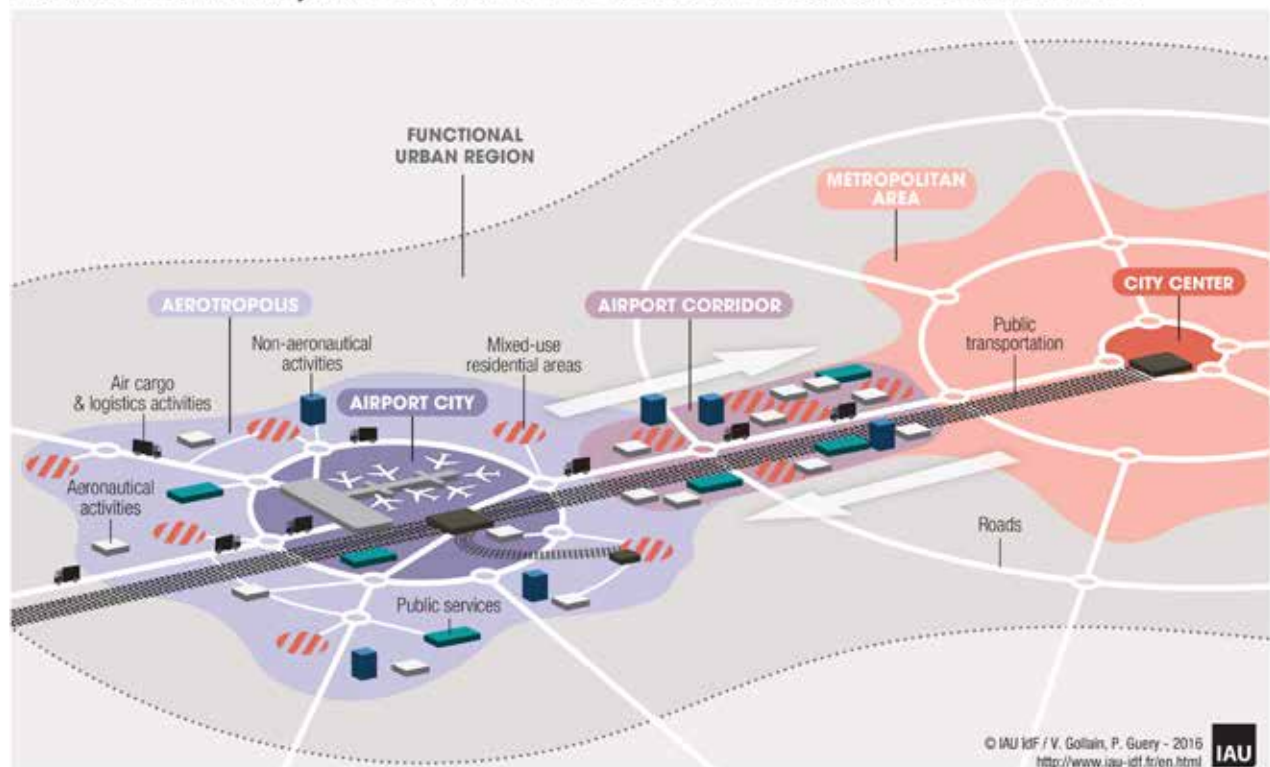 FUNCTIONAL
URBAN REGION
METROPOLITAN
AREA
CITY CENTER
AEROTROPOLIS
AIRPORT CORRIDOR
Public
transportation
Non-aeronautical
activities
Mixed-use
residential areas
Air cargo
& logistics activities
AIRPORT CITY
Aeronautical
activities
Roads
Public services
© IAU îdF / V. Gollain, P. Guery - 2016
http://www.iau-idf.fr/en.html
IAU